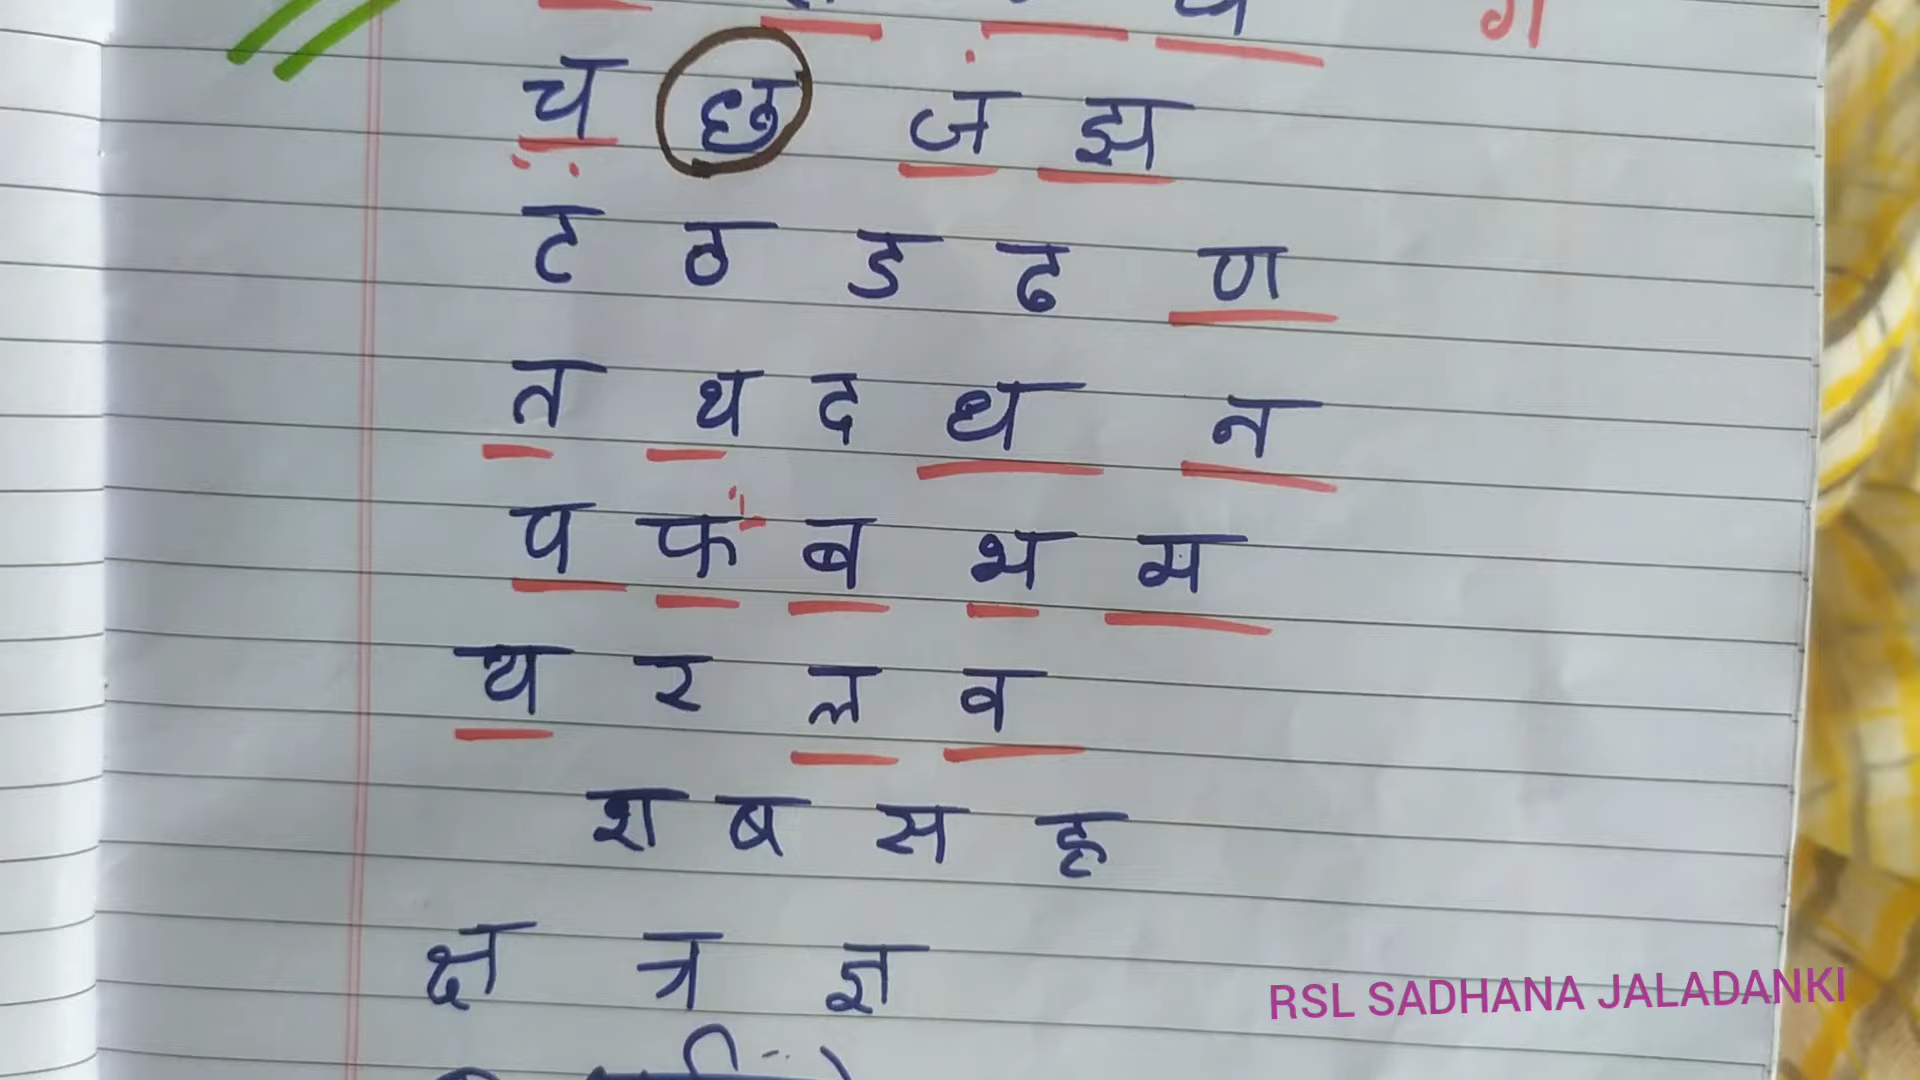 ग
च छ ज झ
ट ठ ड ढ ण
त थ द ध न
प फ ब भ म
य र ल व
श ष स ह
क्ष त्र ज्ञ
RSL SADHANA JALADANKI